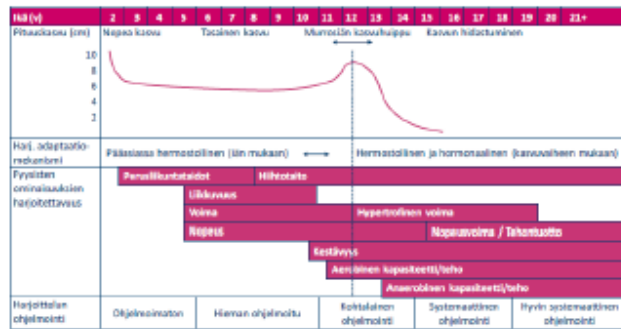 Ikä (v) 2 3 4 5 6 7 8 9 10 11 12 13 14 15 16 17 18 19 20 21+
Pituuskasvu (cm) Nopea kasvu Tasainen kasvu Murrosiän kasvuhuippu Kasvun hidastuminen
10
8
6
4
2
Harj. adaptaatio-
mekanismi
Pääasiassa hermostollinen (iän mukaan) Hermostollinen ja hormonaalinen (kasvuvaiheen mukaan)
Fyysisten
ominaisuuksien
harjoitettavuus
Perusliikuntataidot Hiihtotaito
Liikkuvuus
Voima Hypertrofinen voima
Nopeus Nopeusvoima / Tehontuotto
Kestävyys
Aerobinen kapasiteetti/teho
Anaerobinen kapasiteetti/teho
Harjoittelun
ohjelmointi
Ohjelmoimaton Hieman ohjelmoitu
Kohtalainen
ohjelmointi
Systemaattinen
ohjelmointi
Hyvin systemaattinen
ohjelmointi